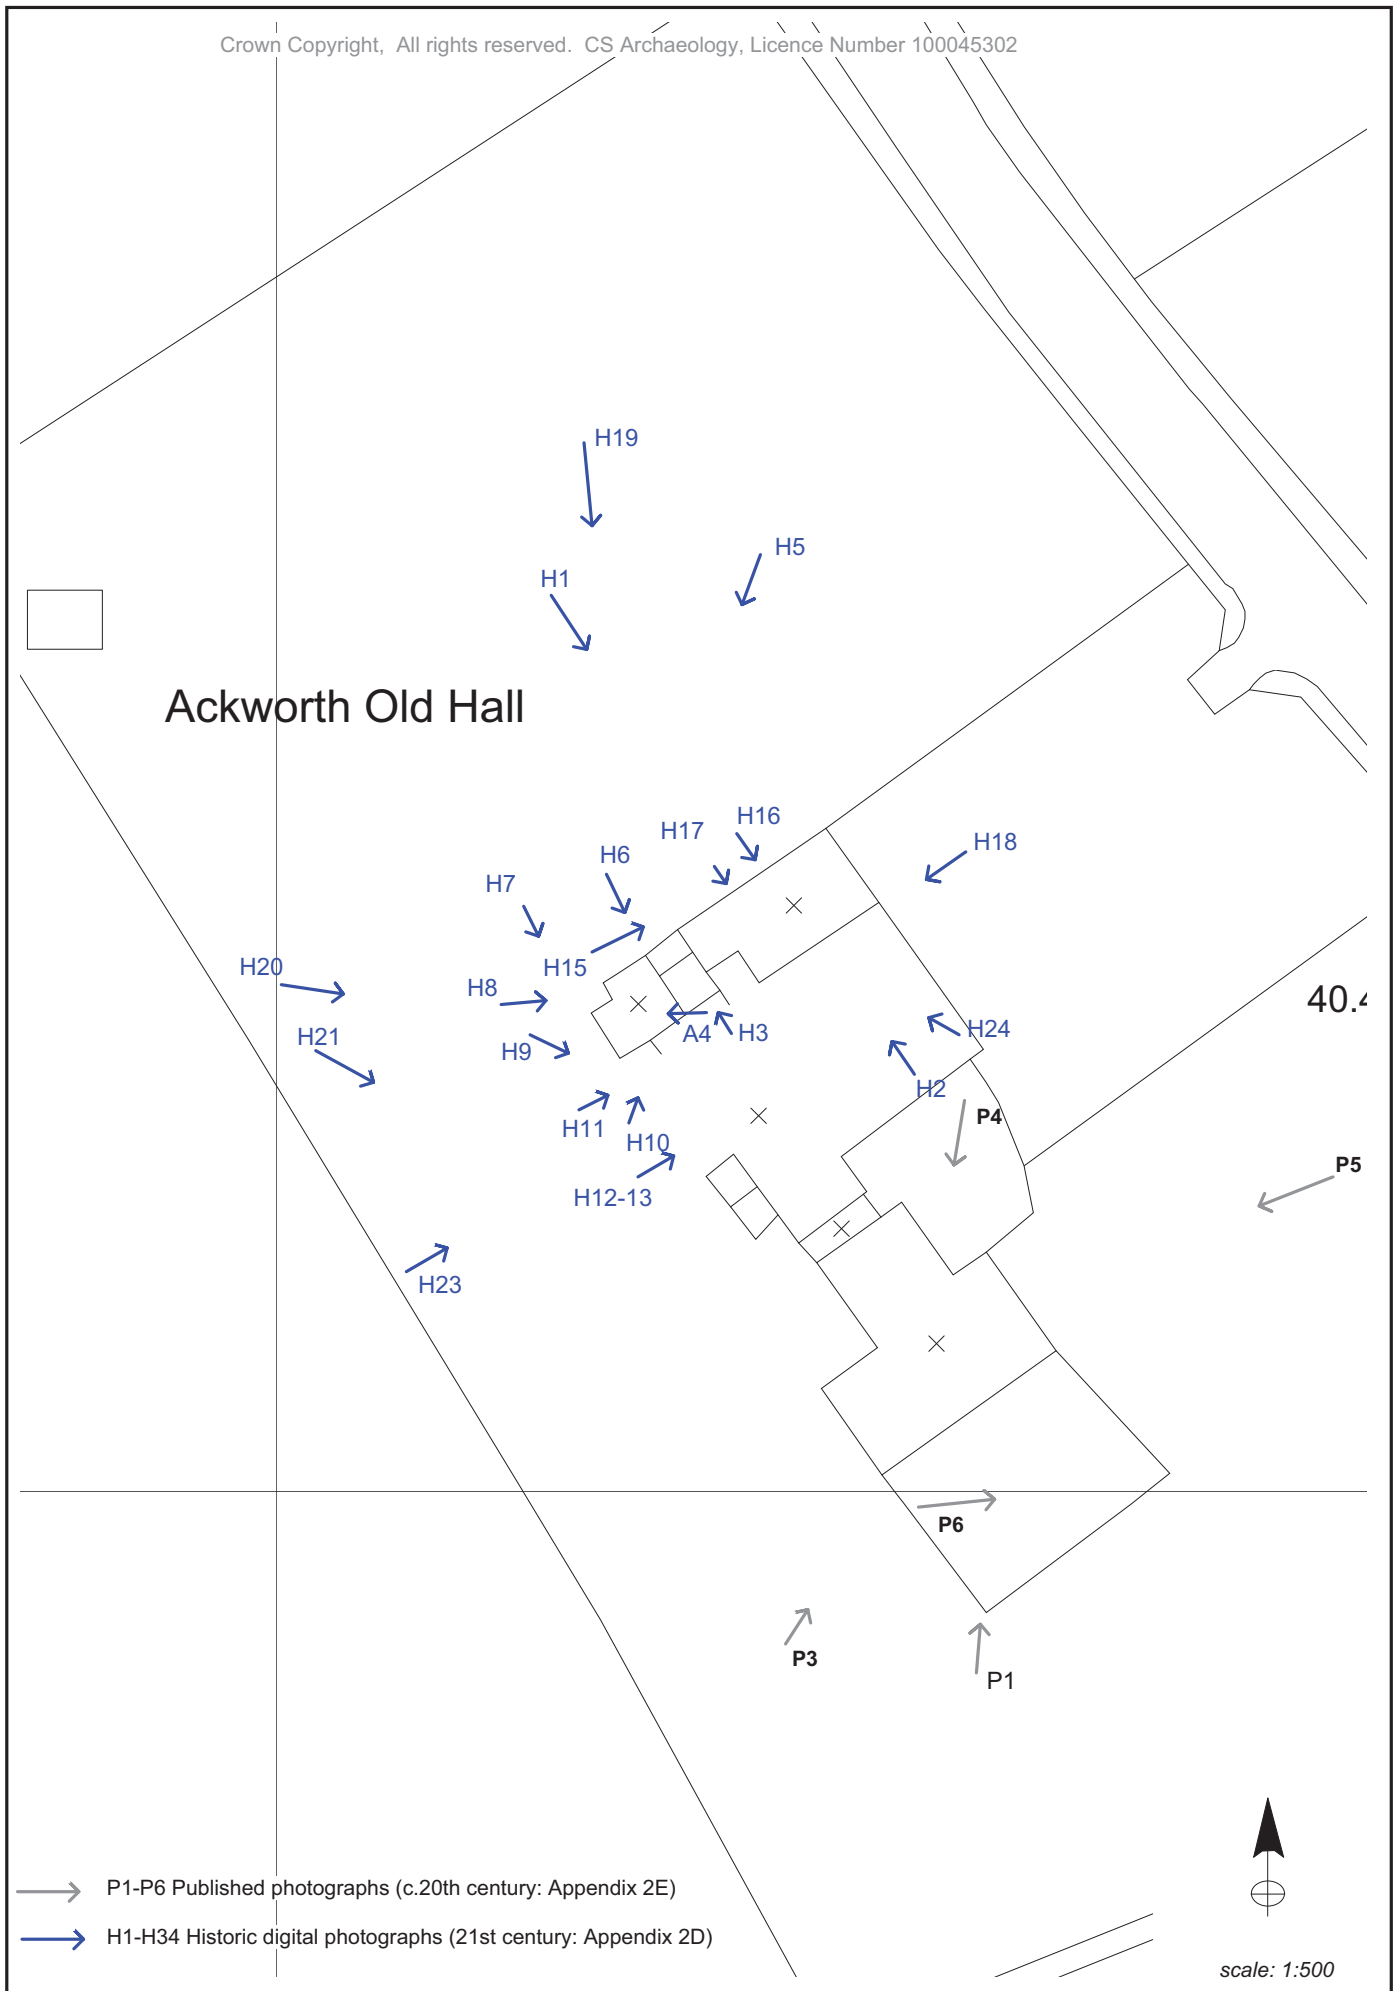 Crown Copyright, All rights reserved. CS Archaeology, Licence Number 100045302
H19
H5
H1
Ackworth Old Hall
H16
H17
H18
H6
H7
H20
H15
H8
40.4
H21
H9
A4
H3
H24
H2
P4
H11
H10
P5
H12-13
H23
P6
P3
P1
P1-P6 Published photographs (c.20th century: Appendix 2E)
H1-H34 Historic digital photographs (21st century: Appendix 2D)
scale: 1:500